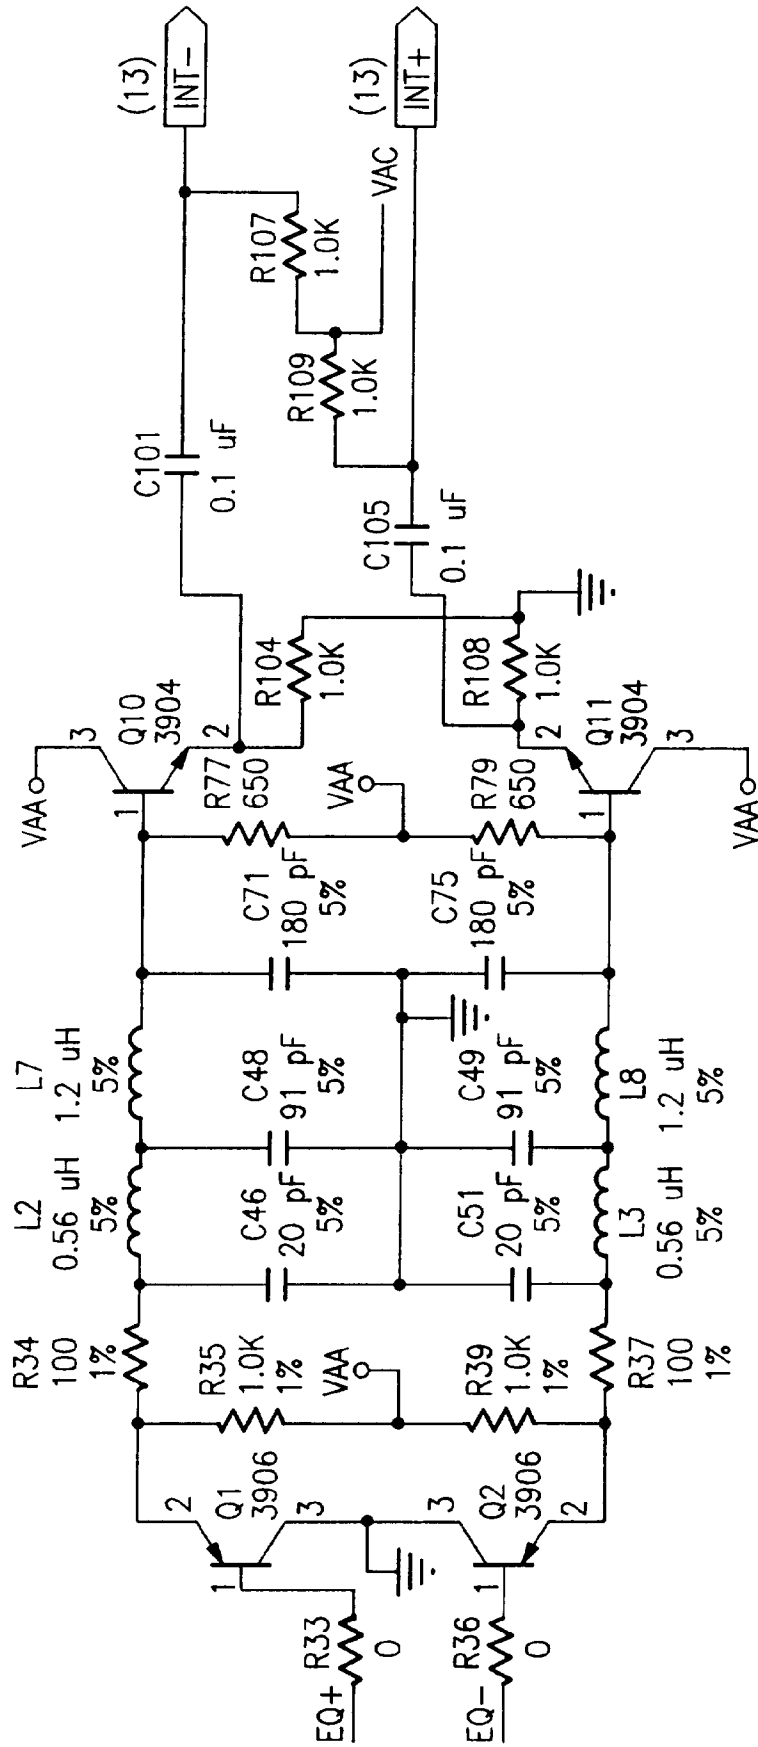 EQ+
R33
0
EQ-
R36
0
1
2
Q1
3906
3
3
Q2
3906
1
2
R34
100
1%
R35
1.0K
1%
VAA
R39
1.0K
1%
R37
100
1%
L2
0.56 uH
5%
C46
20 pF
5%
C51
20 pF
5%
L3
0.56 uH
5%
L7
1.2 uH
5%
C48
91 pF
5%
C49
91 pF
5%
L8
1.2 uH
5%
C71
180 pF
5%
C75
180 pF
5%
VAA
1
3
Q10
3904
2
R77
650
VAA
R79
650
2
Q11
3904
1
3
VAA
R104
1.0K
R108
1.0K
C101
0.1 uF
C105
0.1 uF
R109
1.0K
R107
1.0K
VAC
(13)
INT-
(13)
INT+